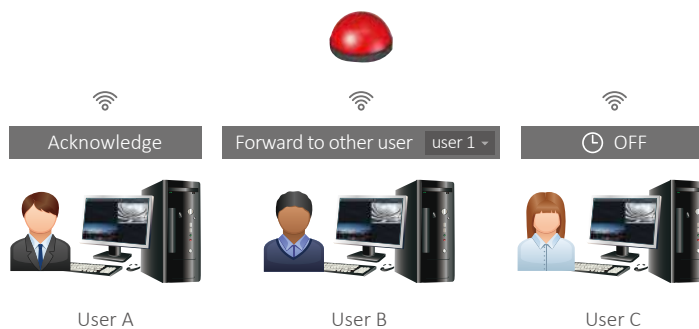 Acknowledge
Forward to other user user 1
OFF
User A
User B
User C